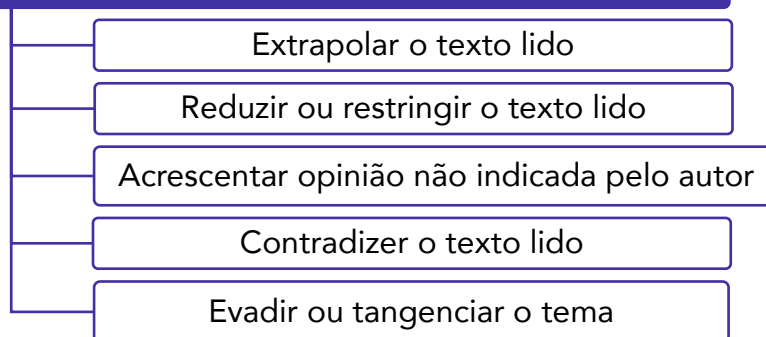 Extrapolar o texto lido
Reduzir ou restringir o texto lido
Acrescentar opinião não indicada pelo autor
Contradizer o texto lido
Evadir ou tangenciar o tema